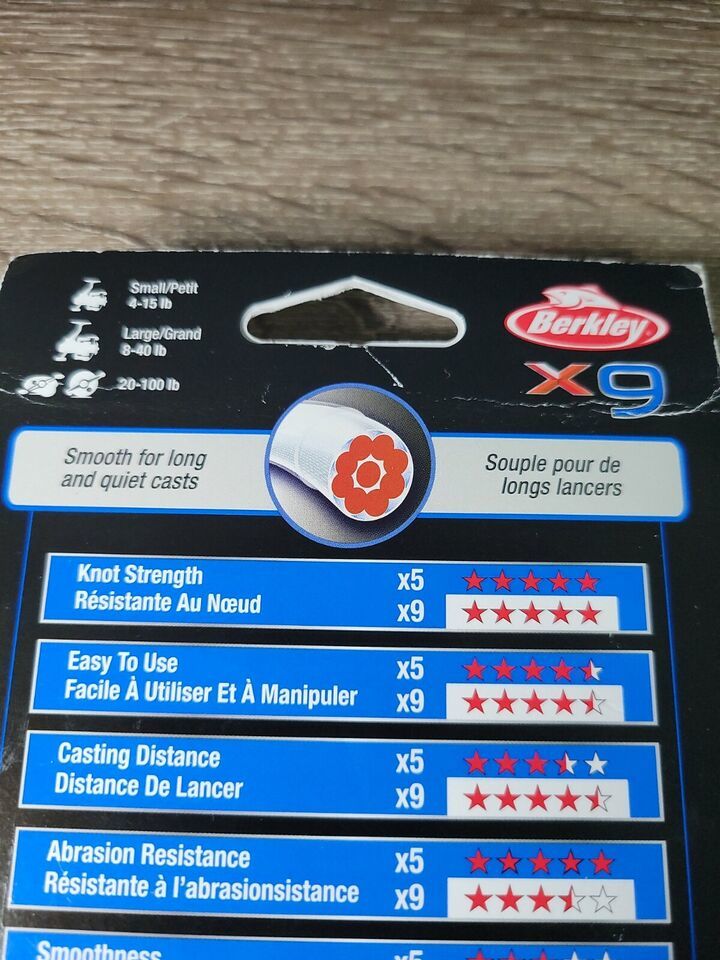 Small/Petit
4-15 lb
Large/Grand
8-40 lb
20-100 lb
Berkley
X9
Smooth for long
and quiet casts
Souple pour de
longs lancers
Knot Strength x5
Résistante Au Nœud x9
Easy To Use x5
Facile À Utiliser Et À Manipuler x9
Casting Distance x5
Distance De Lancer x9
Abrasion Resistance x5
Résistante à l'abrasionsistance x9
Smoothness x5